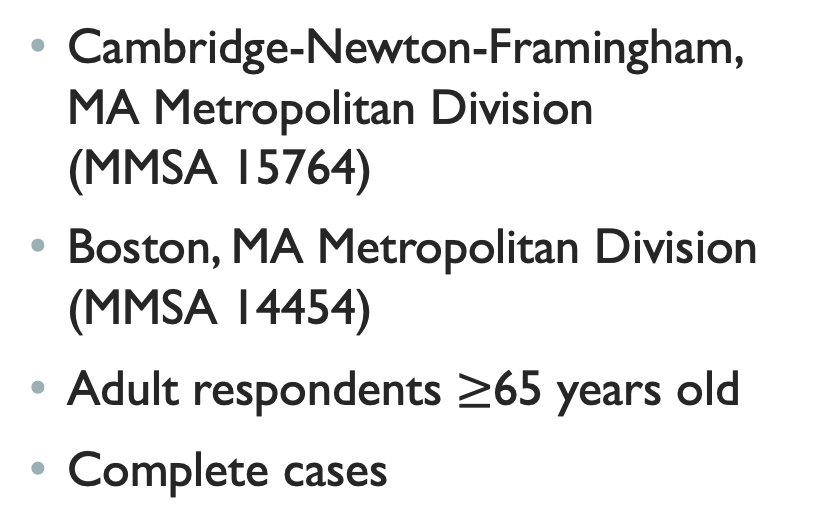 • Cambridge-Newton-Framingham,
MA Metropolitan Division
(MMSA 15764)
• Boston, MA Metropolitan Division
(MMSA 14454)
• Adult respondents ≥65 years old
• Complete cases